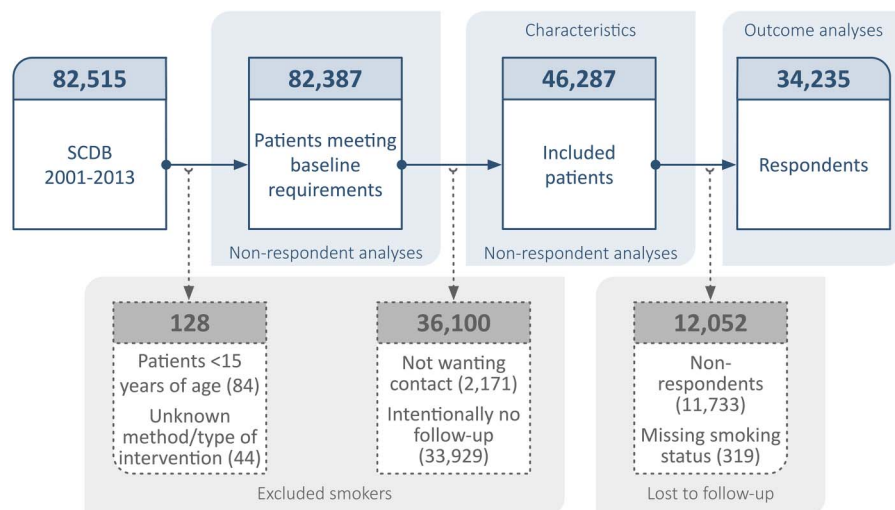 Characteristics
Outcome analyses
82,515
SCDB
2001-2013
82,387
Patients meeting
baseline
requirements
46,287
Included
patients
34,235
Respondents
Non-respondent analyses
Non-respondent analyses
128
Patients <15
years of age (84)
Unknown
method/type of
intervention (44)
36,100
Not wanting
contact (2,171)
Intentionally no
follow-up
(33,929)
12,052
Non-
respondents
(11,733)
Missing smoking
status (319)
Excluded smokers
Lost to follow-up